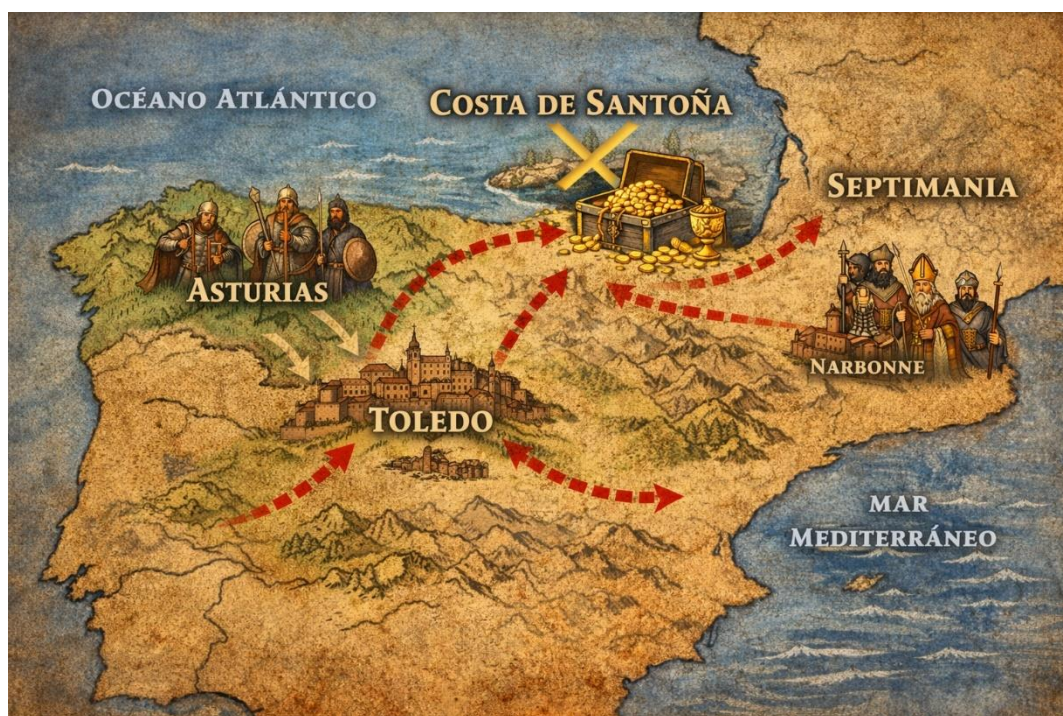 OCÉANO ATLÁNTICO
COSTA DE SANTOÑA
SEPTIMANIA
ASTURIAS
NARBONNE
TOLEDO
MAR
MEDITERRÁNEO